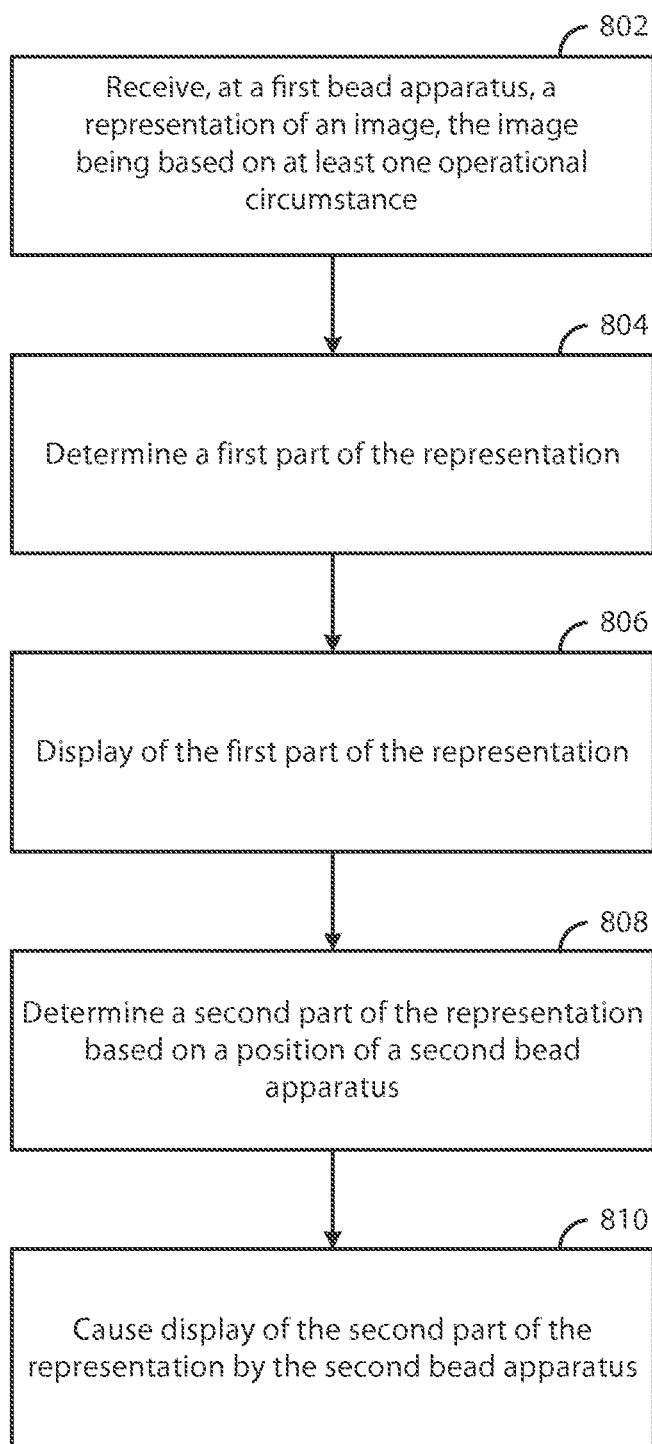 802
Receive, at a first bead apparatus, a
representation of an image, the image
being based on at least one operational
circumstance
804
Determine a first part of the representation
806
Display of the first part of the representation
808
Determine a second part of the representation
based on a position of a second bead
apparatus
810
Cause display of the second part of the
representation by the second bead apparatus